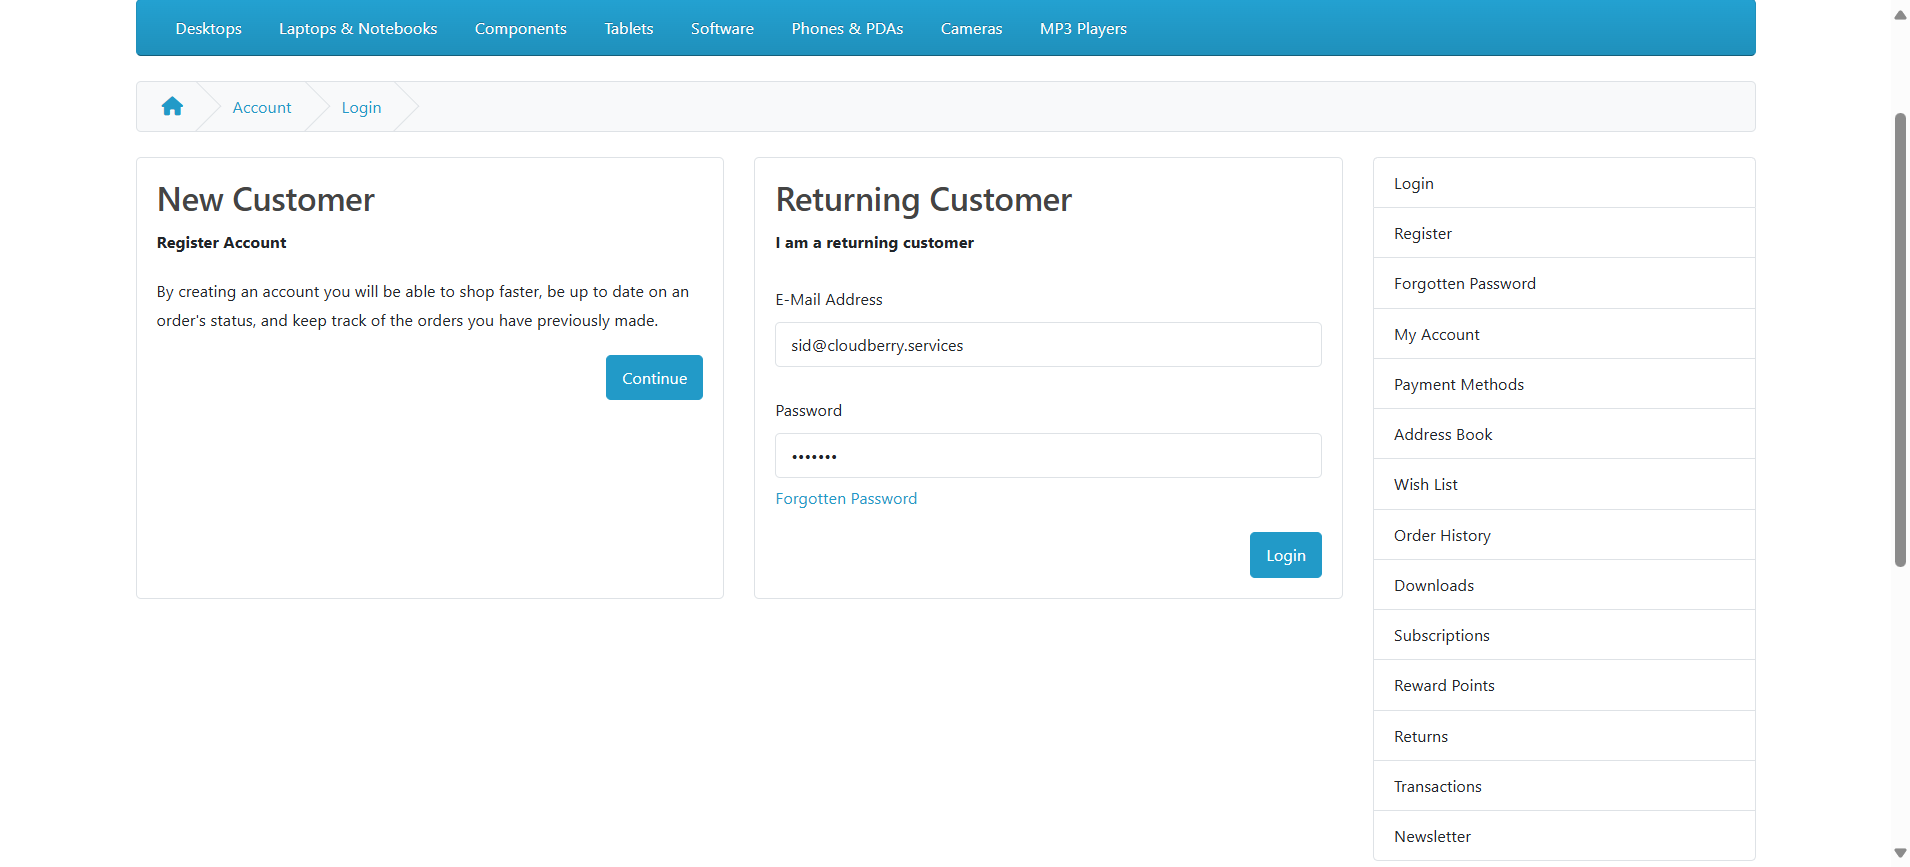 Desktops Laptops & Notebooks Components Tablets Software Phones & PDAs Cameras MP3 Players
Account Login
New Customer
Register Account
By creating an account you will be able to shop faster, be up to date on an
order's status, and keep track of the orders you have previously made.
Continue
Returning Customer
I am a returning customer
E-Mail Address
sid@cloudberry.services
Password
•••••••
Forgotten Password
Login
Login
Register
Forgotten Password
My Account
Payment Methods
Address Book
Wish List
Order History
Downloads
Subscriptions
Reward Points
Returns
Transactions
Newsletter